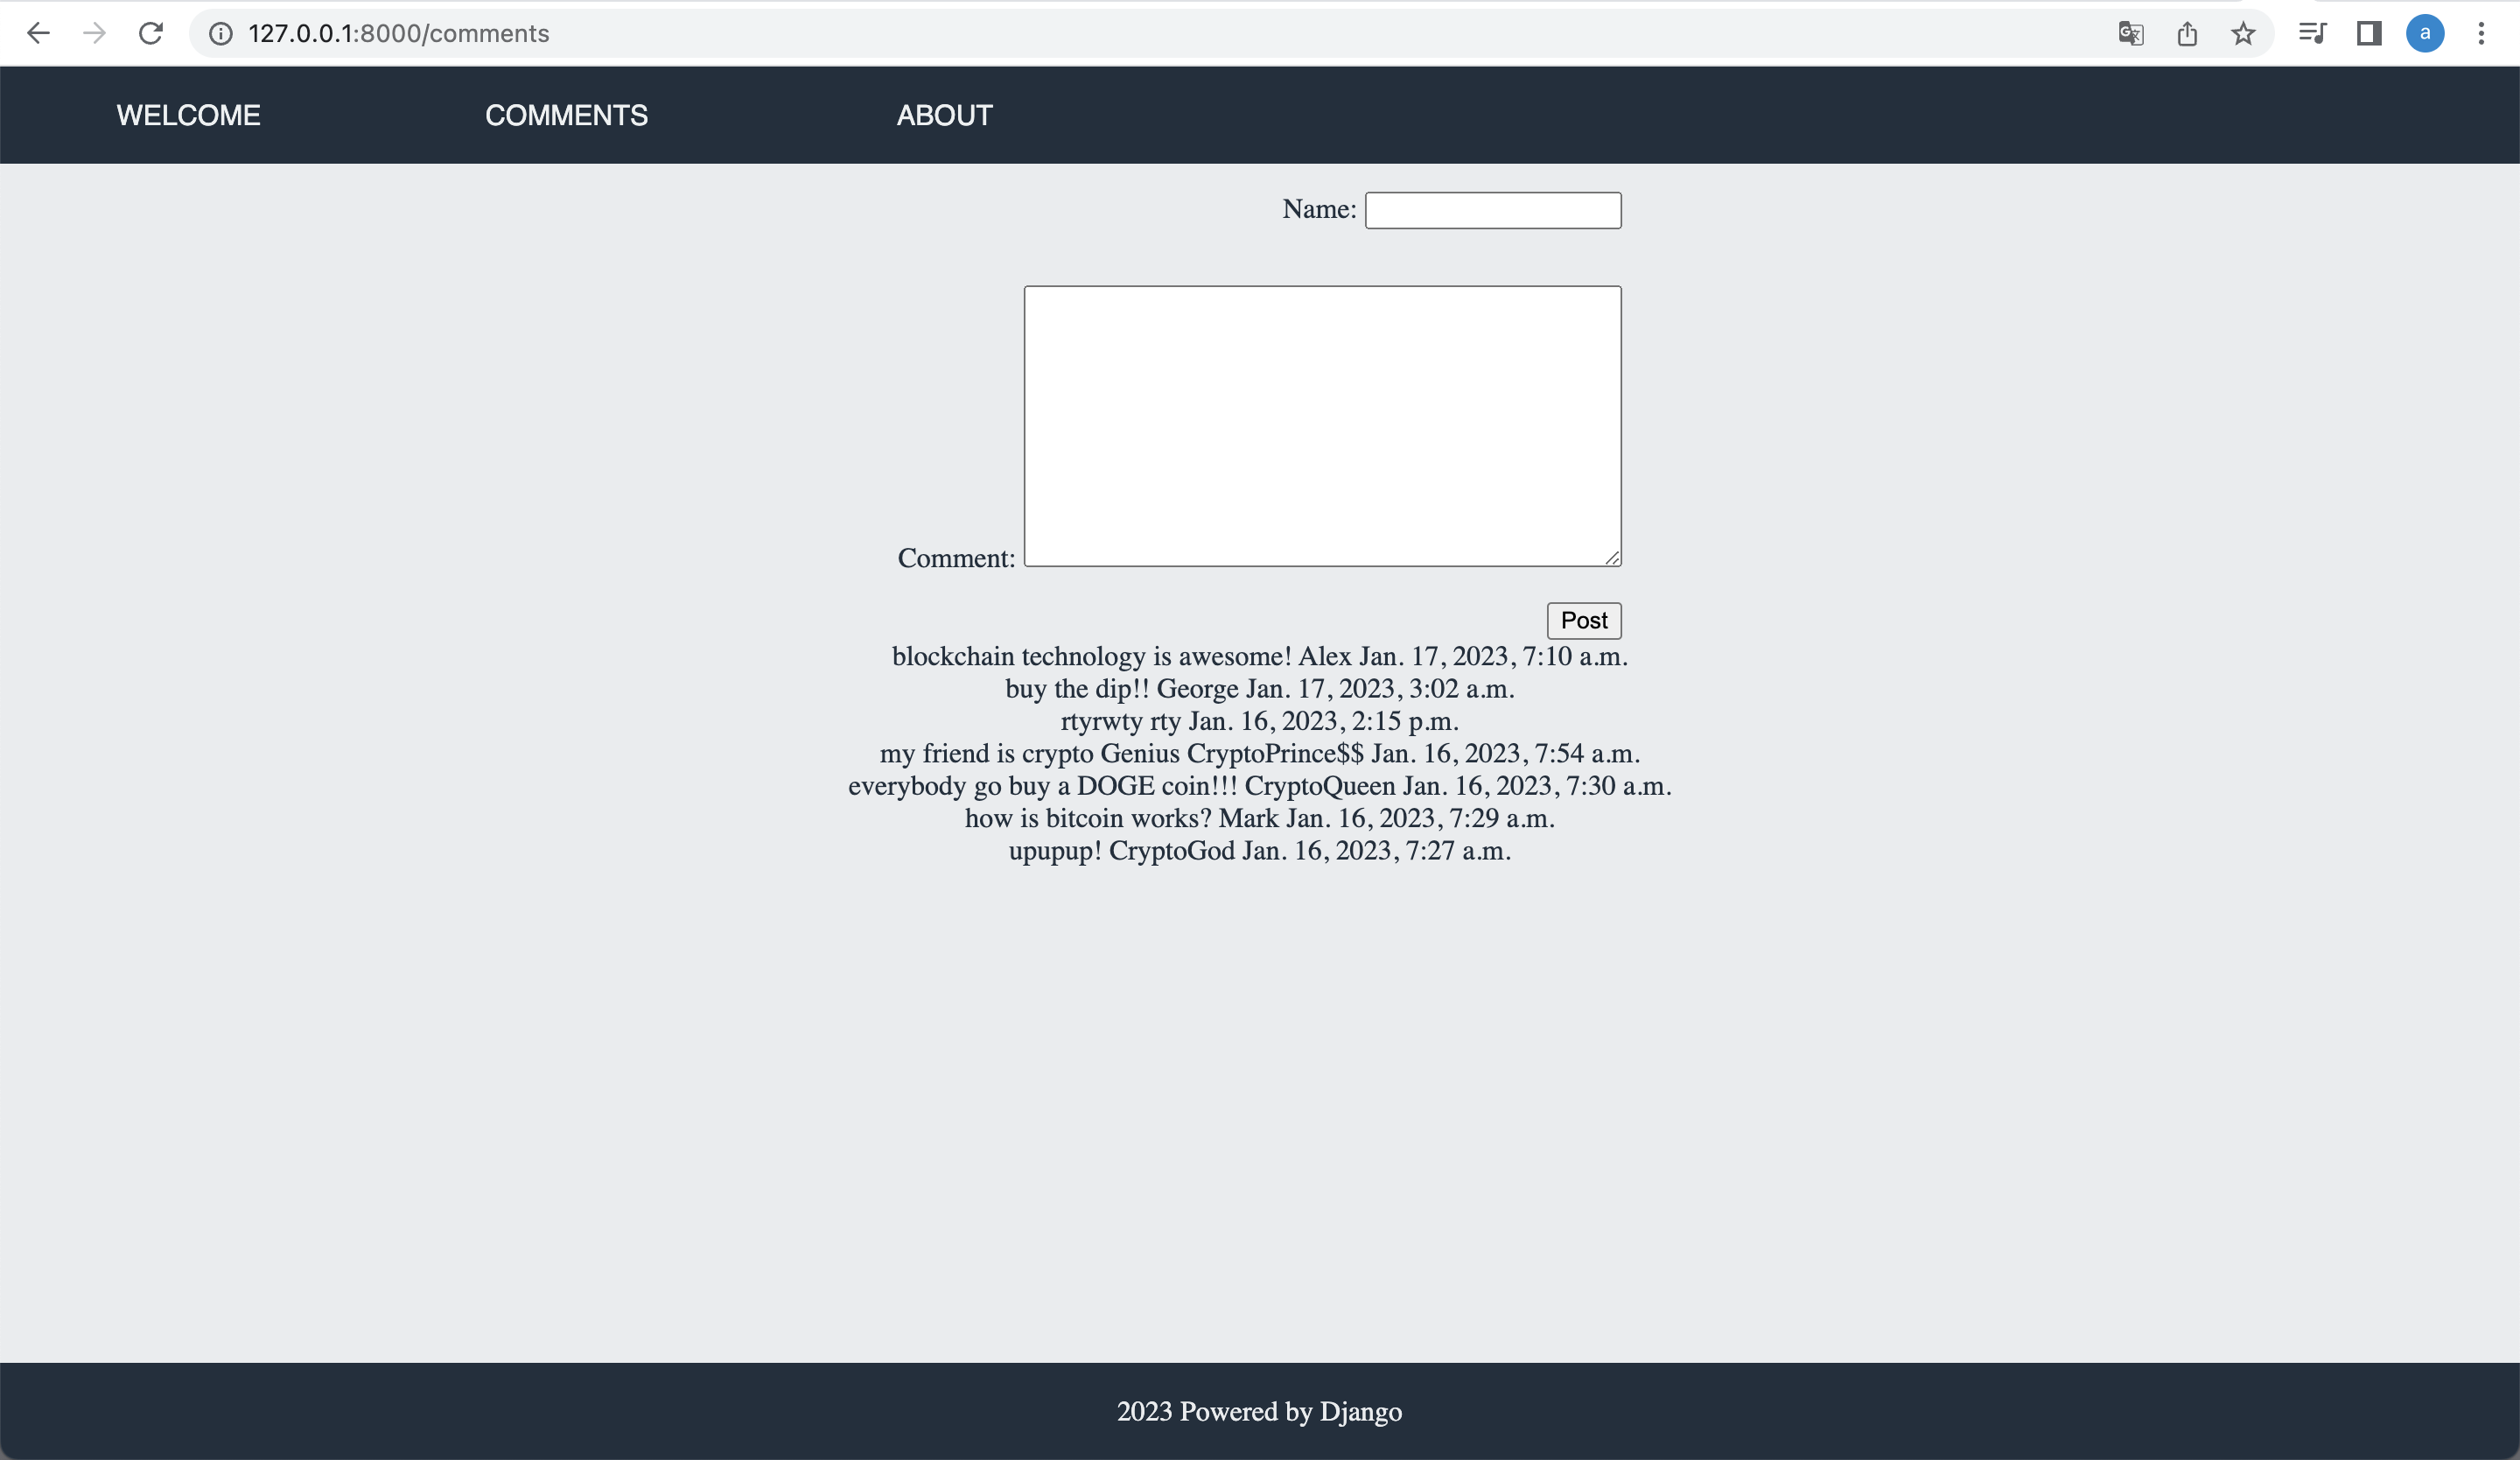 127.0.0.1:8000/comments
a
WELCOME COMMENTS ABOUT
Name:
Comment:
Post
blockchain technology is awesome! Alex Jan. 17, 2023, 7:10 a.m.
buy the dip!! George Jan. 17, 2023, 3:02 a.m.
rtyrwty rty Jan. 16, 2023, 2:15 p.m.
my friend is crypto Genius CryptoPrince$$ Jan. 16, 2023, 7:54 a.m.
everybody go buy a DOGE coin!!! CryptoQueen Jan. 16, 2023, 7:30 a.m.
how is bitcoin works? Mark Jan. 16, 2023, 7:29 a.m.
upupup! CryptoGod Jan. 16, 2023, 7:27 a.m.
2023 Powered by Django